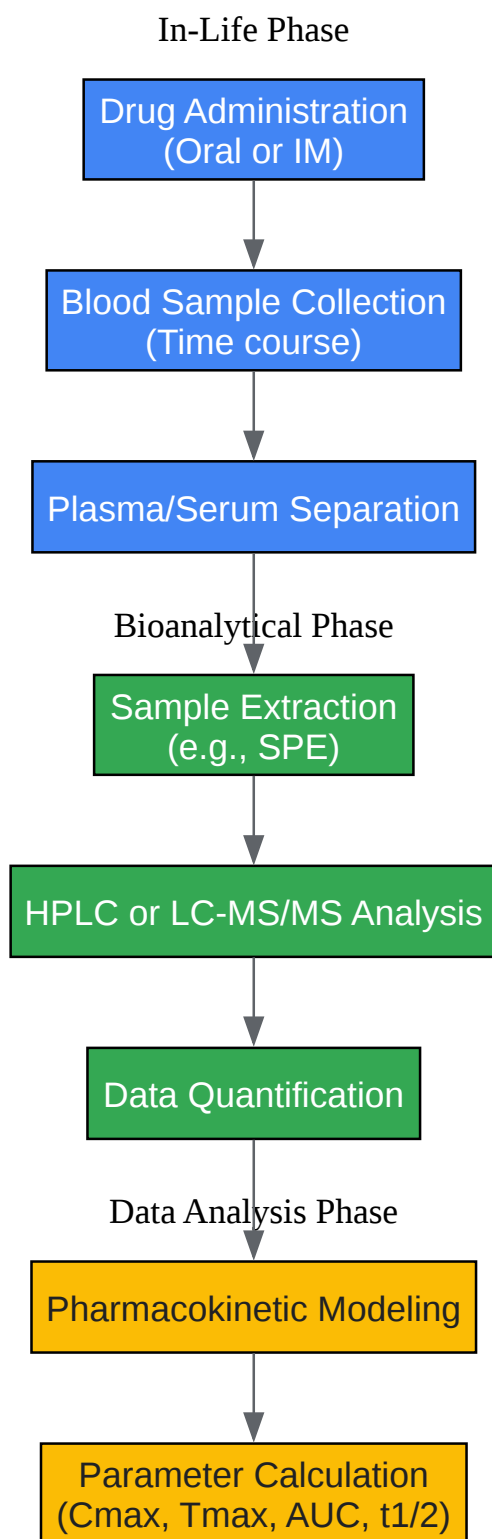 In-Life Phase
Drug Administration
(Oral or IM)
Blood Sample Collection
(Time course)
Plasma/Serum Separation
Bioanalytical Phase
Sample Extraction
(e.g., SPE)
HPLC or LC-MS/MS Analysis
Data Quantification
Data Analysis Phase
Pharmacokinetic Modeling
Parameter Calculation
(Cmax, Tmax, AUC, t1/2)